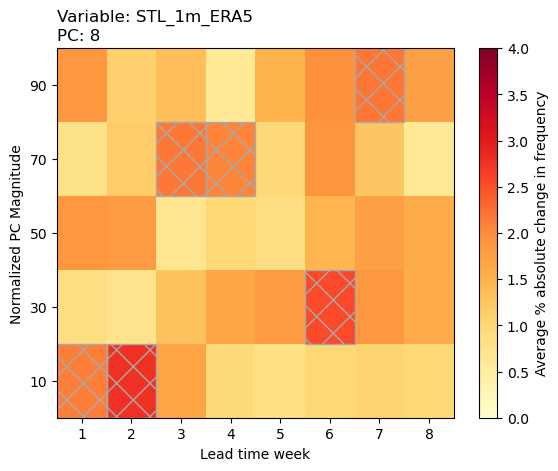 Variable: STL_1m_ERA5
PC: 8
Normalized PC Magnitude
90
70
50
30
10
1 2 3 4 5 6 7 8
Lead time week
4.0
3.5
3.0
2.5
2.0
1.5
1.0
0.5
0.0
Average % absolute change in frequency